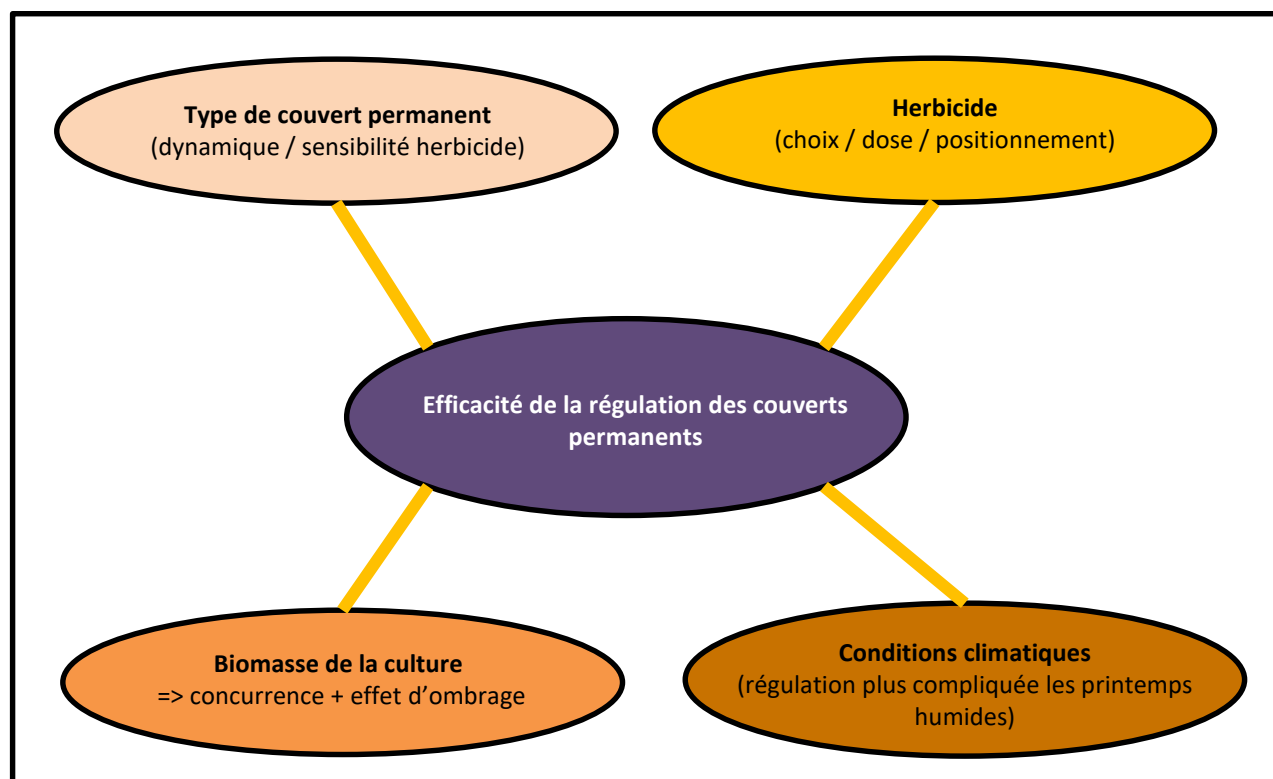 Type de couvert permanent
(dynamique / sensibilité herbicide)
Herbicide
(choix / dose / positionnement)
Efficacité de la régulation des couverts
permanents
Biomasse de la culture
=> concurrence + effet d’ombrage
Conditions climatiques
(régulation plus compliquée les printemps
humides)